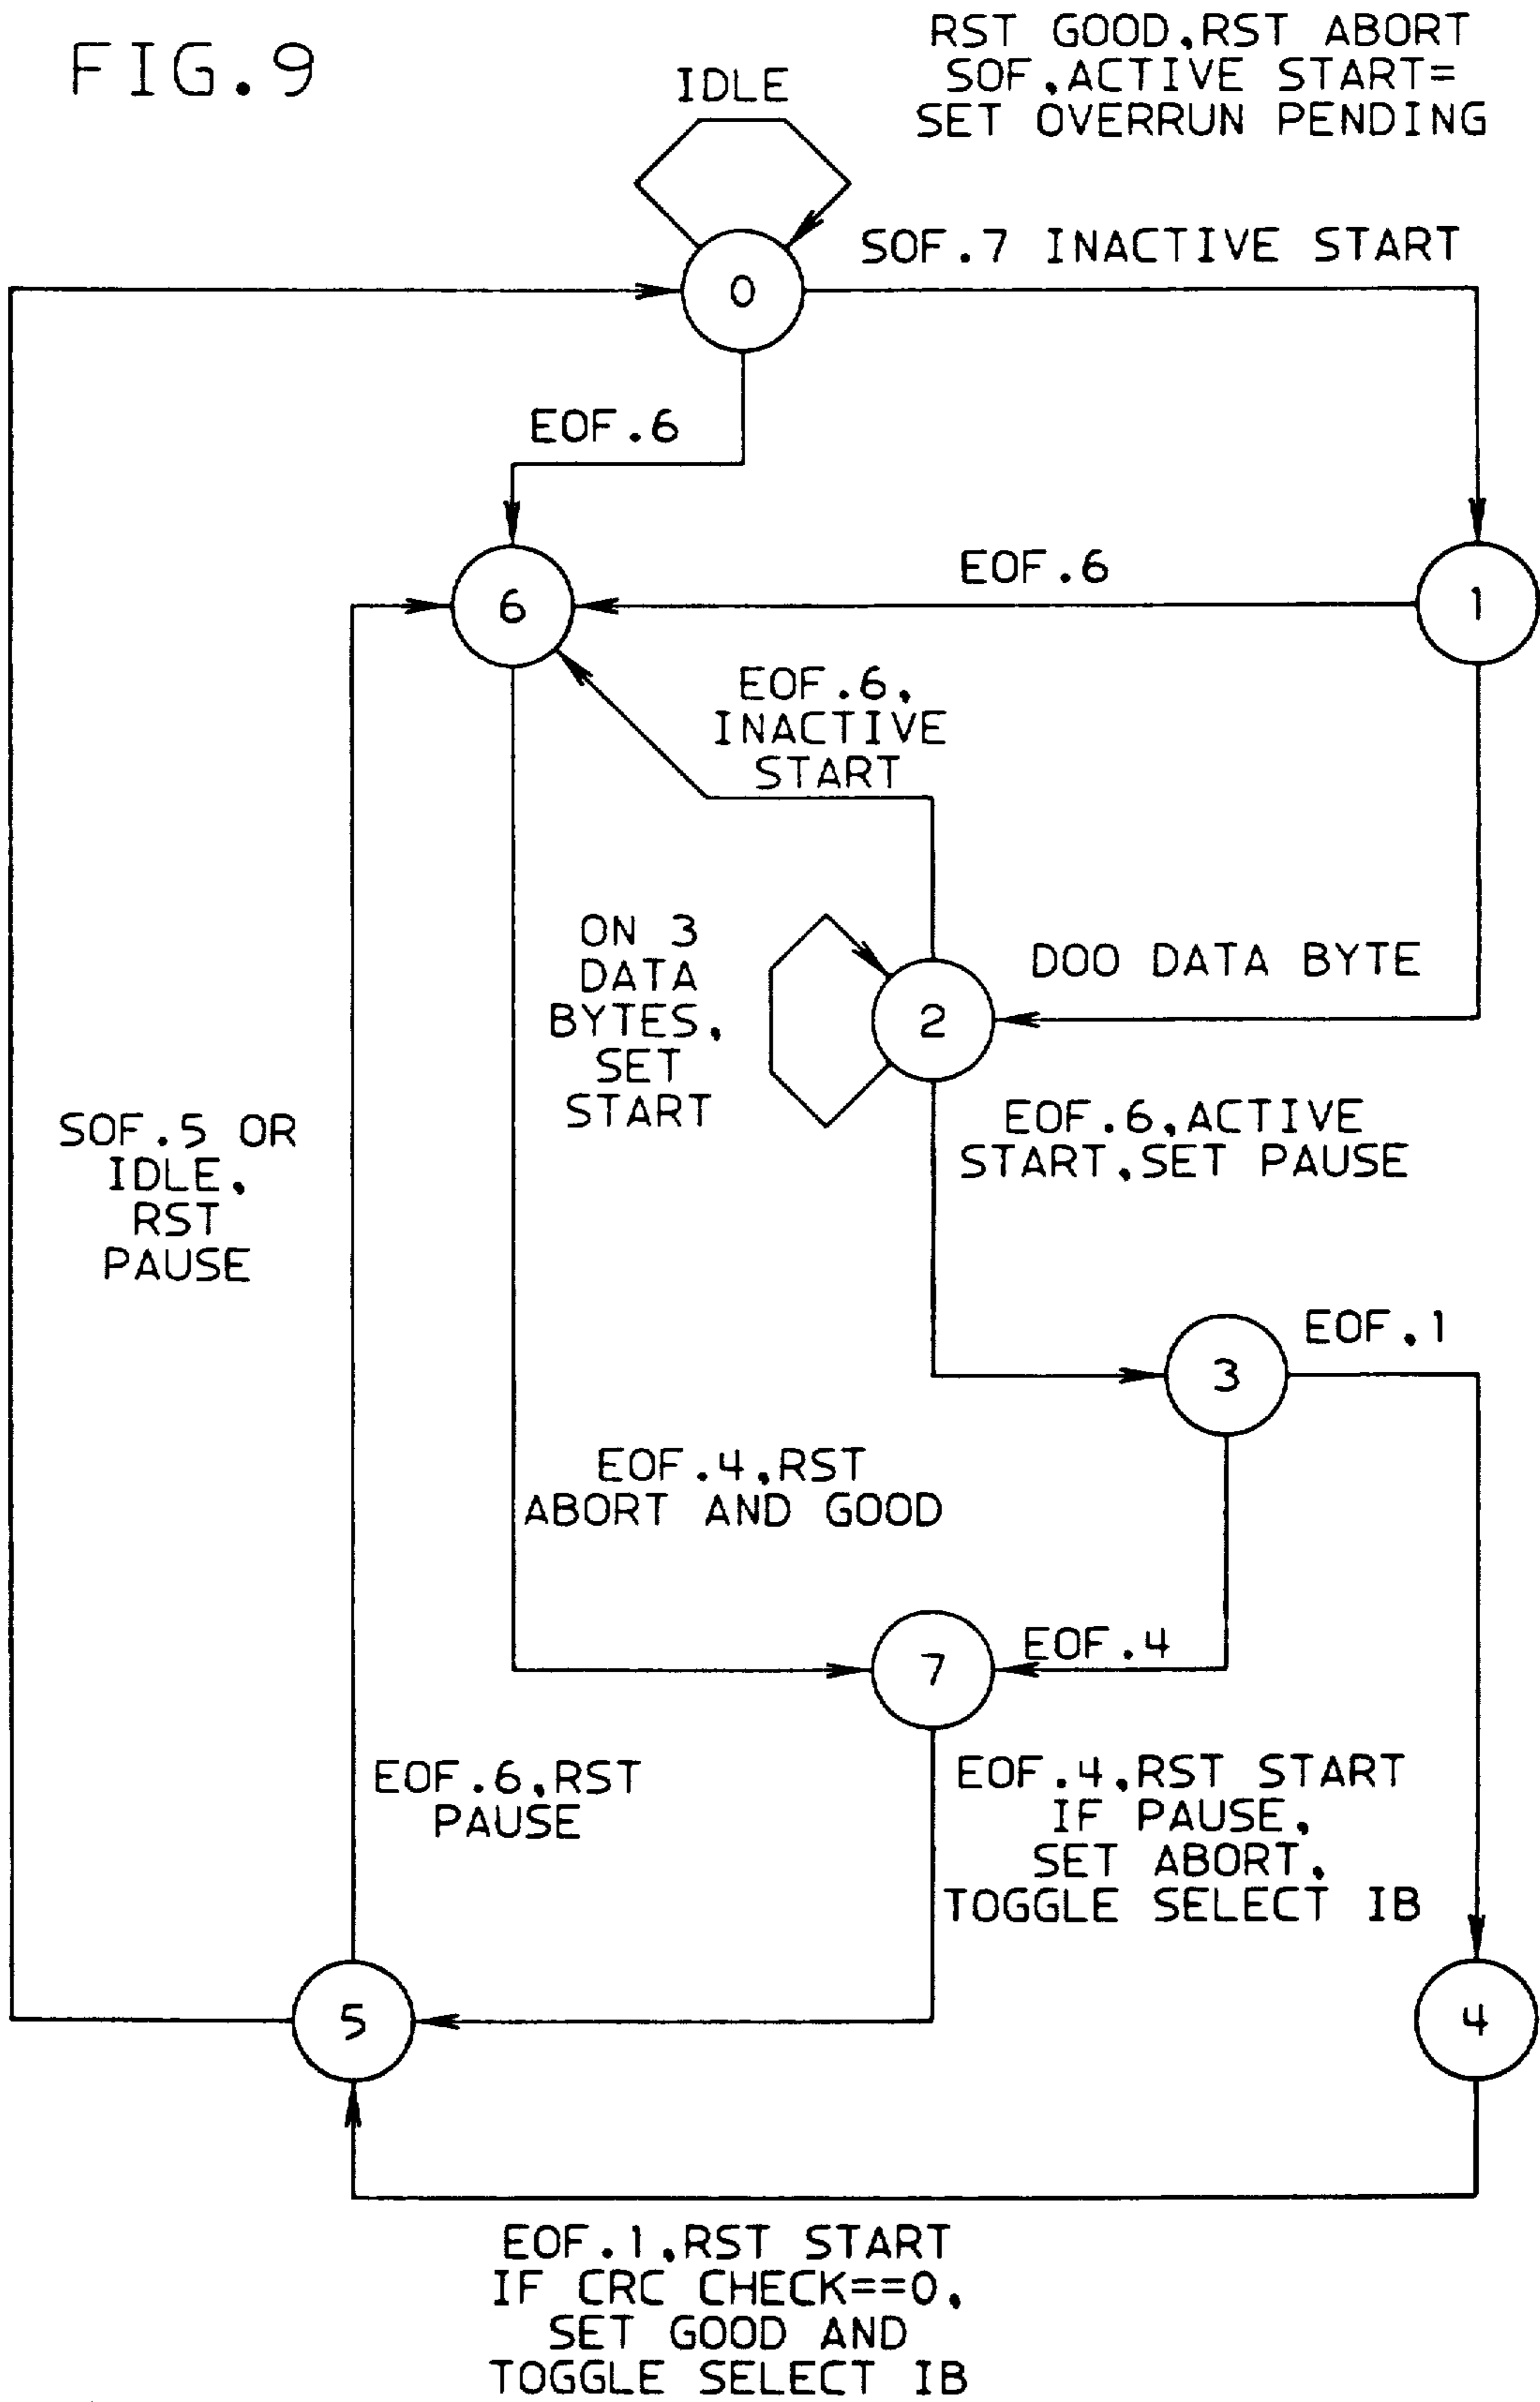 FIG.9
RST GOOD,RST ABORT
SOF,ACTIVE START=
SET OVERRUN PENDING
IDLE
SOF.7 INACTIVE START
0
EOF.6
EOF.6
6
1
EOF.6,
INACTIVE
START
ON 3
DATA
BYTES,
SET
START
D00 DATA BYTE
2
SOF.5 OR
IDLE,
RST
PAUSE
EOF.6,ACTIVE
START,SET PAUSE
EOF.1
3
EOF.4,RST
ABORT AND GOOD
EOF.4
7
EOF.6,RST
PAUSE
EOF.4,RST START
IF PAUSE,
SET ABORT,
TOGGLE SELECT IB
5
4
EOF.1,RST START
IF CRC CHECK==0,
SET GOOD AND
TOGGLE SELECT IB